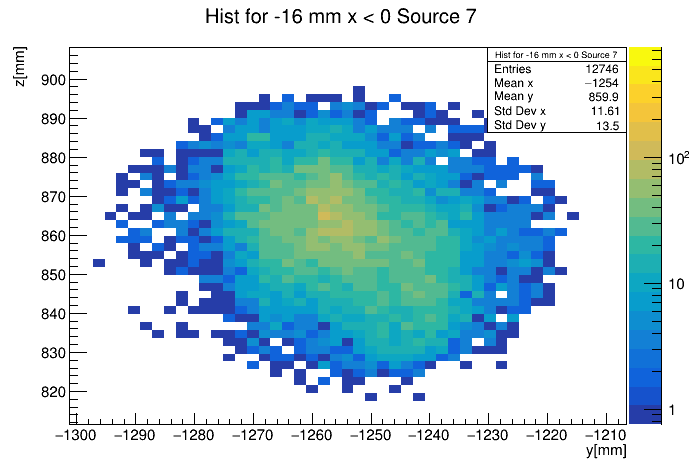 Hist for -16 mm x < 0 Source 7
z[mm]
Hist for -16 mm x < 0 Source 7
Entries 12746
Mean x −1254
Mean y 859.9
Std Dev x 11.61
Std Dev y 13.5
900
890
880
870
860
850
840
830
820
10²
10
1
−1300 −1290 −1280 −1270 −1260 −1250 −1240 −1230 −1220 −1210
y[mm]